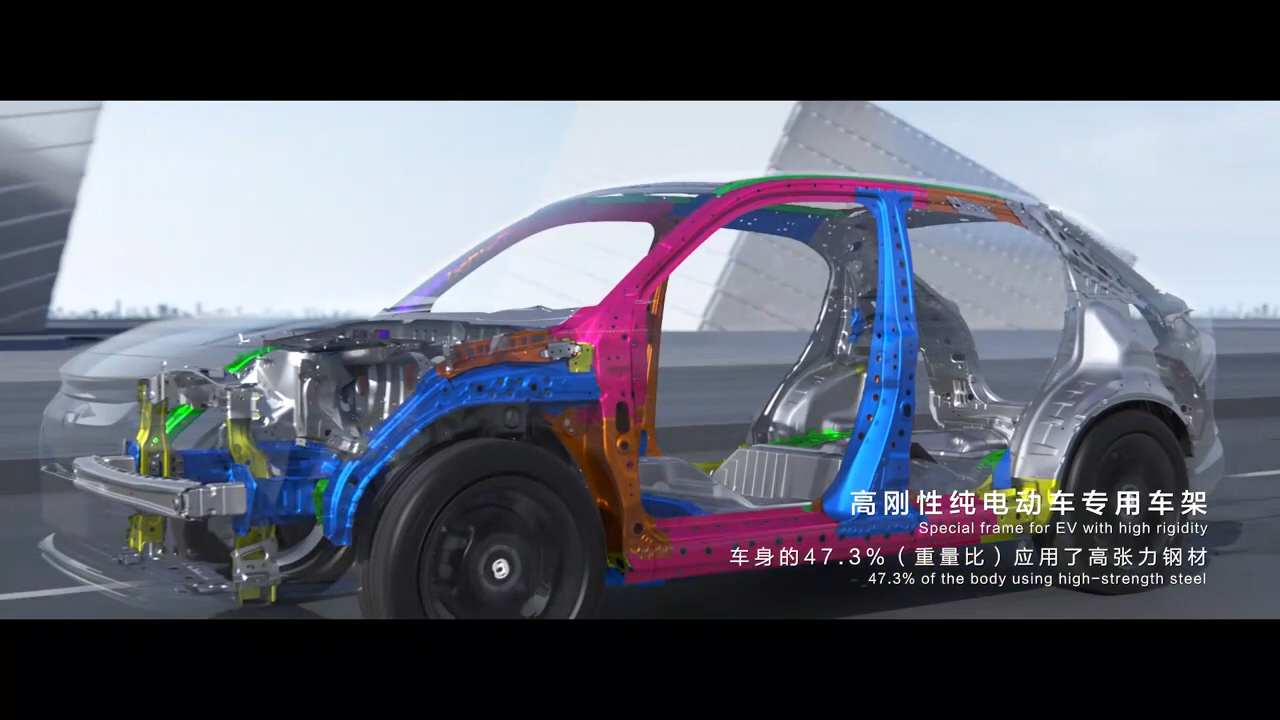 高刚性纯电动车专用车架
Special frame for EV with high rigidity
车身的47.3%（重量比）应用了高张力钢材
47.3% of the body using high-strength steel